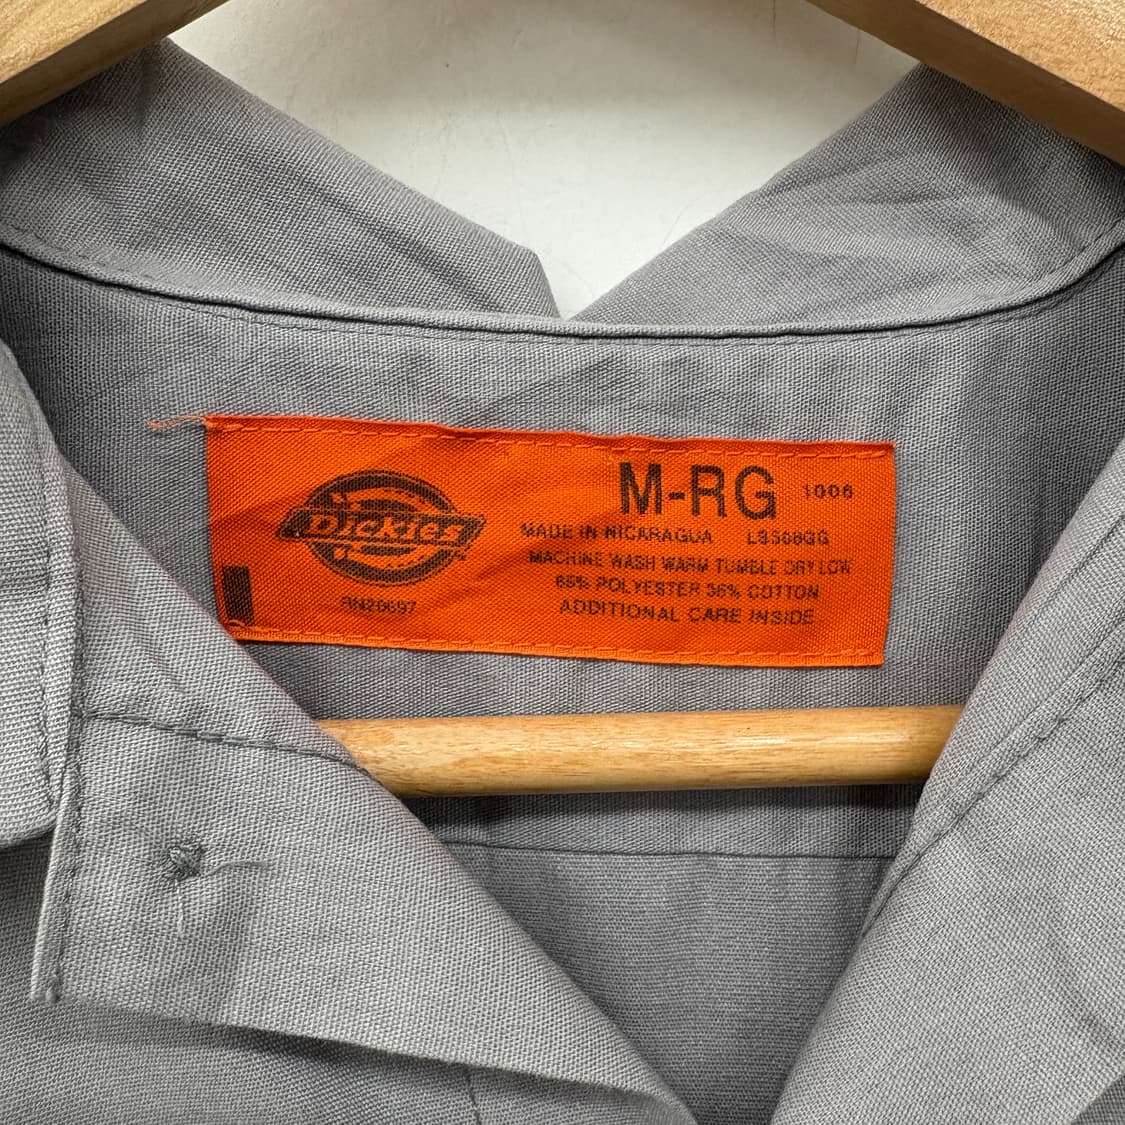 Dickies
RN20697
M-RG 1006
MADE IN NICARAGUA LS508GG
MACHINE WASH WARM TUMBLE DRY LOW
65% POLYESTER 35% COTTON
ADDITIONAL CARE INSIDE